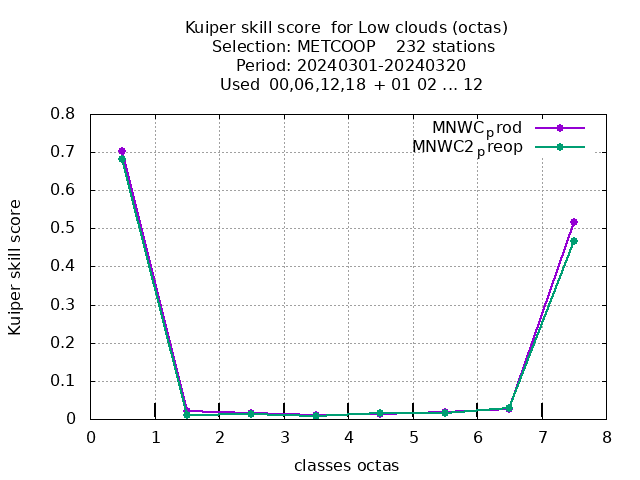 Kuiper skill score  for Low clouds (octas)
Selection: METCOOP    232 stations
Period: 20240301-20240320
Used  00,06,12,18  + 01 02 ... 12
MNWCprod
MNWC2preop
0.8
0.7
0.6
0.5
0.4
0.3
0.2
0.1
0
Kuiper skill score
0 1 2 3 4 5 6 7 8
classes octas